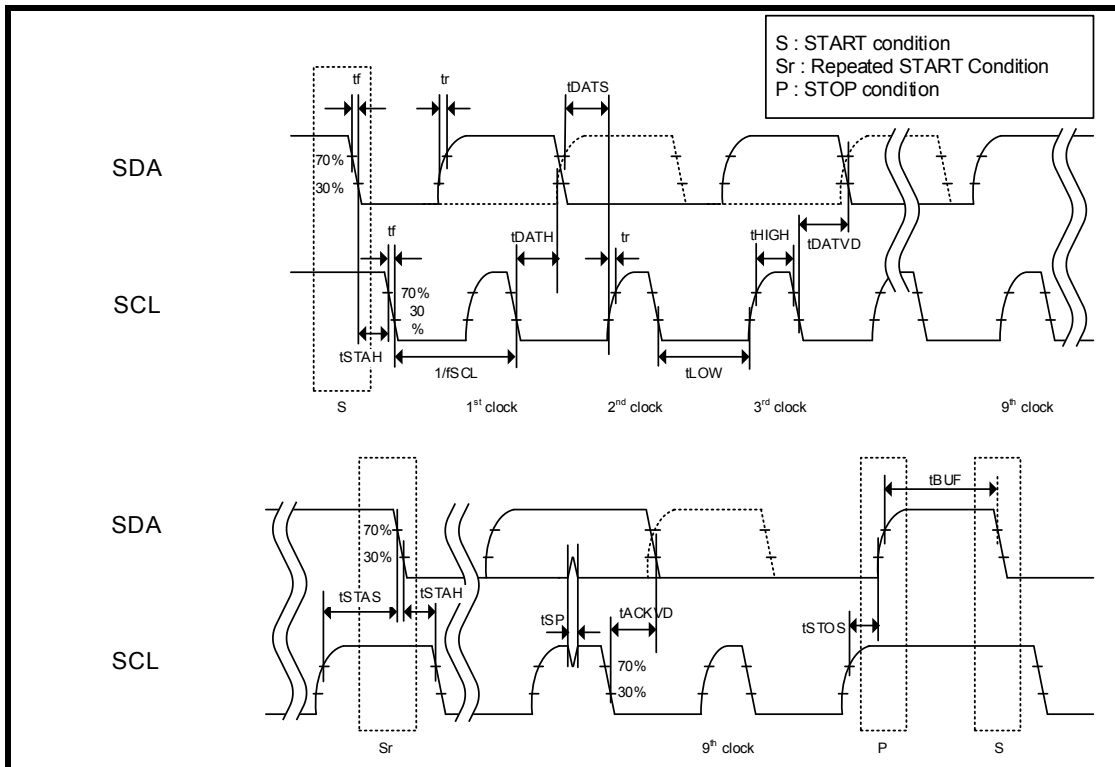 S : START condition
Sr : Repeated START Condition
P : STOP condition
tf
tr
tDATS
SDA
70%
30%
tf
tDATH
tr
tHIGH
tDATVD
SCL
70%
30
%
tSTAH
1/fSCL
tLOW
S
1st clock
2nd clock
3rd clock
9th clock
tBUF
SDA
70%
30%
tSTAS
tSTAH
tSP
tACKVD
tSTOS
SCL
70%
30%
Sr
9th clock
P
S